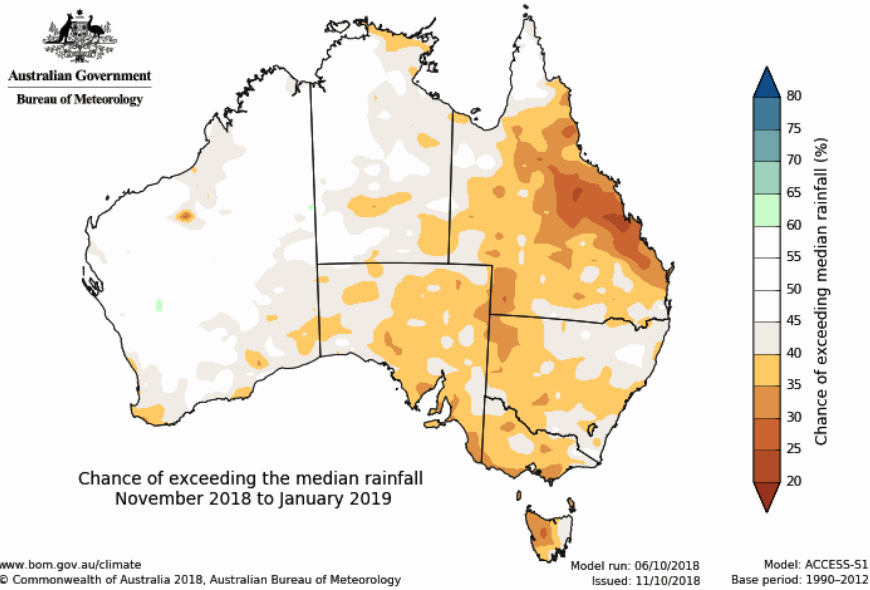 Australian Government
Bureau of Meteorology
80
75
70
65
60
55
50
45
40
35
30
25
20
Chance of exceeding median rainfall (%)
Chance of exceeding the median rainfall
November 2018 to January 2019
www.bom.gov.au/climate
© Commonwealth of Australia 2018, Australian Bureau of Meteorology
Model run: 06/10/2018
Issued: 11/10/2018
Model: ACCESS-S1
Base period: 1990–2012